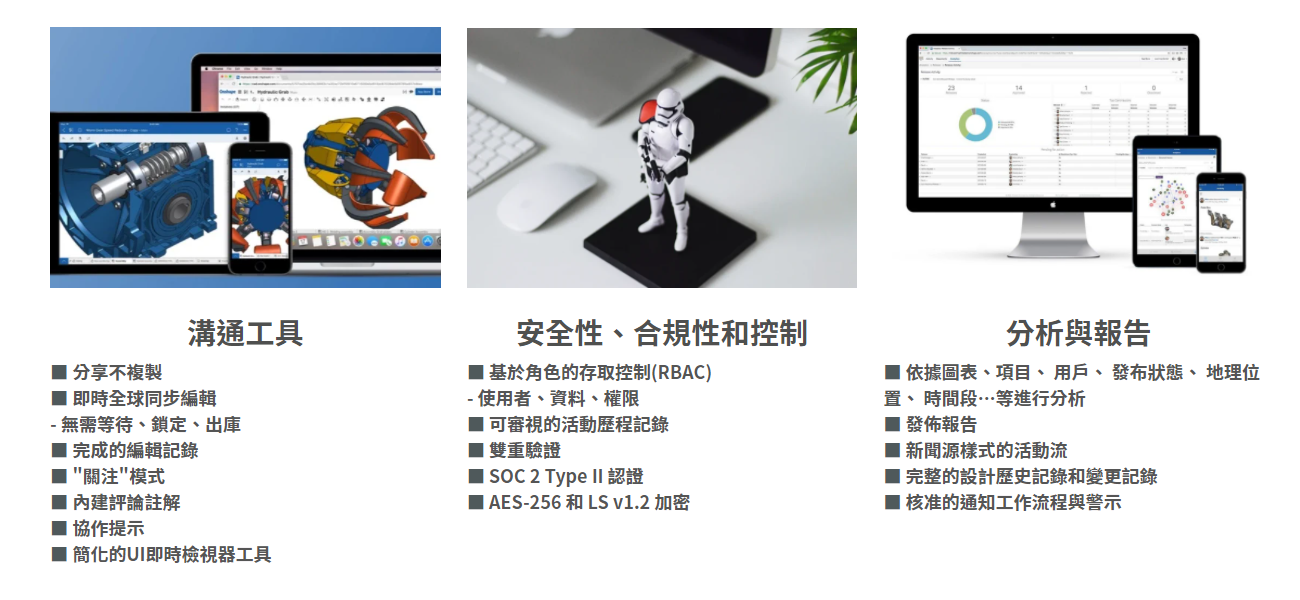 Onshape
Hydraulic Grab
23
14
1
0
溝通工具
■ 分享不複製
■ 即時全球同步編輯
- 無需等待、鎖定、出庫
■ 完成的編輯記錄
■ "關注"模式
■ 內建評論註解
■ 協作提示
■ 簡化的UI即時檢視器工具
安全性、合規性和控制
■ 基於角色的存取控制(RBAC)
- 使用者、資料、權限
■ 可審視的活動歷程記錄
■ 雙重驗證
■ SOC 2 Type II 認證
■ AES-256 和 LS v1.2 加密
分析與報告
■ 依據圖表、項目、 用戶、 發布狀態、 地理位
置、 時間段…等進行分析
■ 發佈報告
■ 新聞源樣式的活動流
■ 完整的設計歷史記錄和變更記錄
■ 核准的通知工作流程與警示